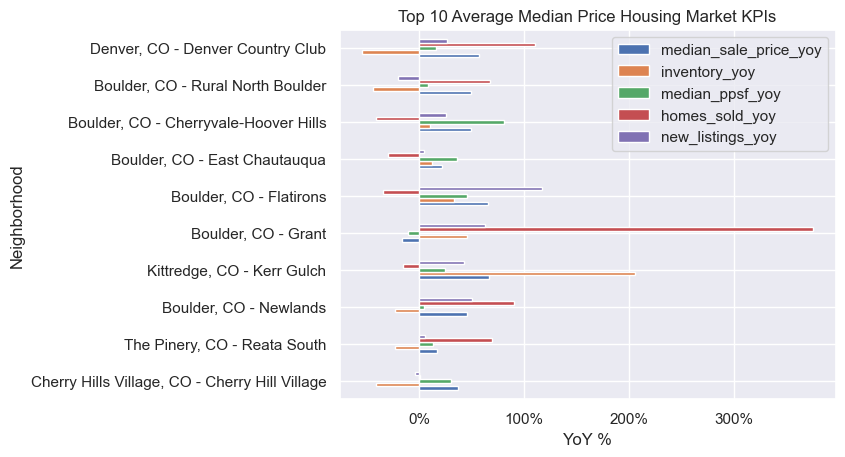 Top 10 Average Median Price Housing Market KPIs
median_sale_price_yoy
inventory_yoy
median_ppsf_yoy
homes_sold_yoy
new_listings_yoy
Neighborhood
Denver, CO - Denver Country Club
Boulder, CO - Rural North Boulder
Boulder, CO - Cherryvale-Hoover Hills
Boulder, CO - East Chautauqua
Boulder, CO - Flatirons
Boulder, CO - Grant
Kittredge, CO - Kerr Gulch
Boulder, CO - Newlands
The Pinery, CO - Reata South
Cherry Hills Village, CO - Cherry Hill Village
0% 100% 200% 300%
YoY %